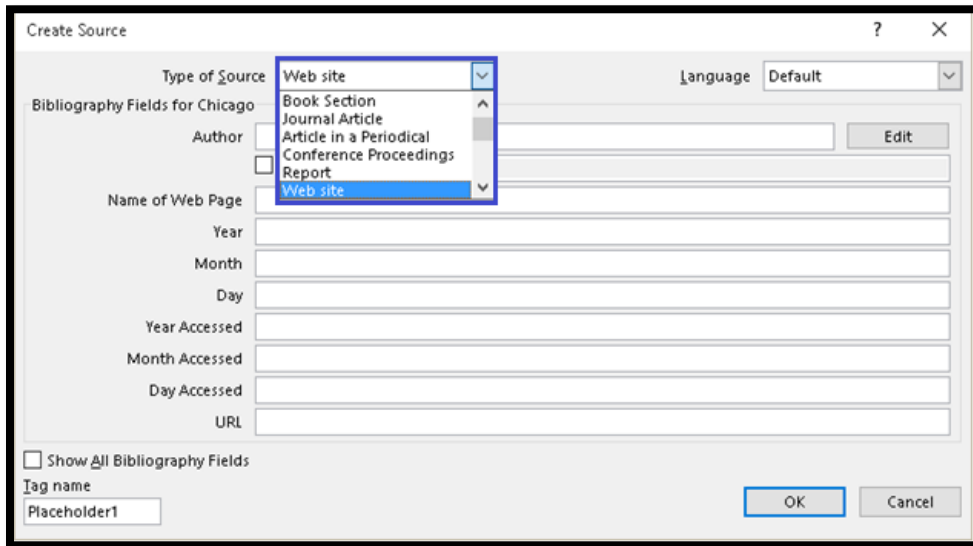 Create Source ? X
Type of Source Web site Language Default
Bibliography Fields for Chicago
Book Section
Journal Article
Article in a Periodical
Conference Proceedings
Report
Web site
Author Edit
Name of Web Page
Year
Month
Day
Year Accessed
Month Accessed
Day Accessed
URL
Show All Bibliography Fields
Tag name
Placeholder1
OK Cancel